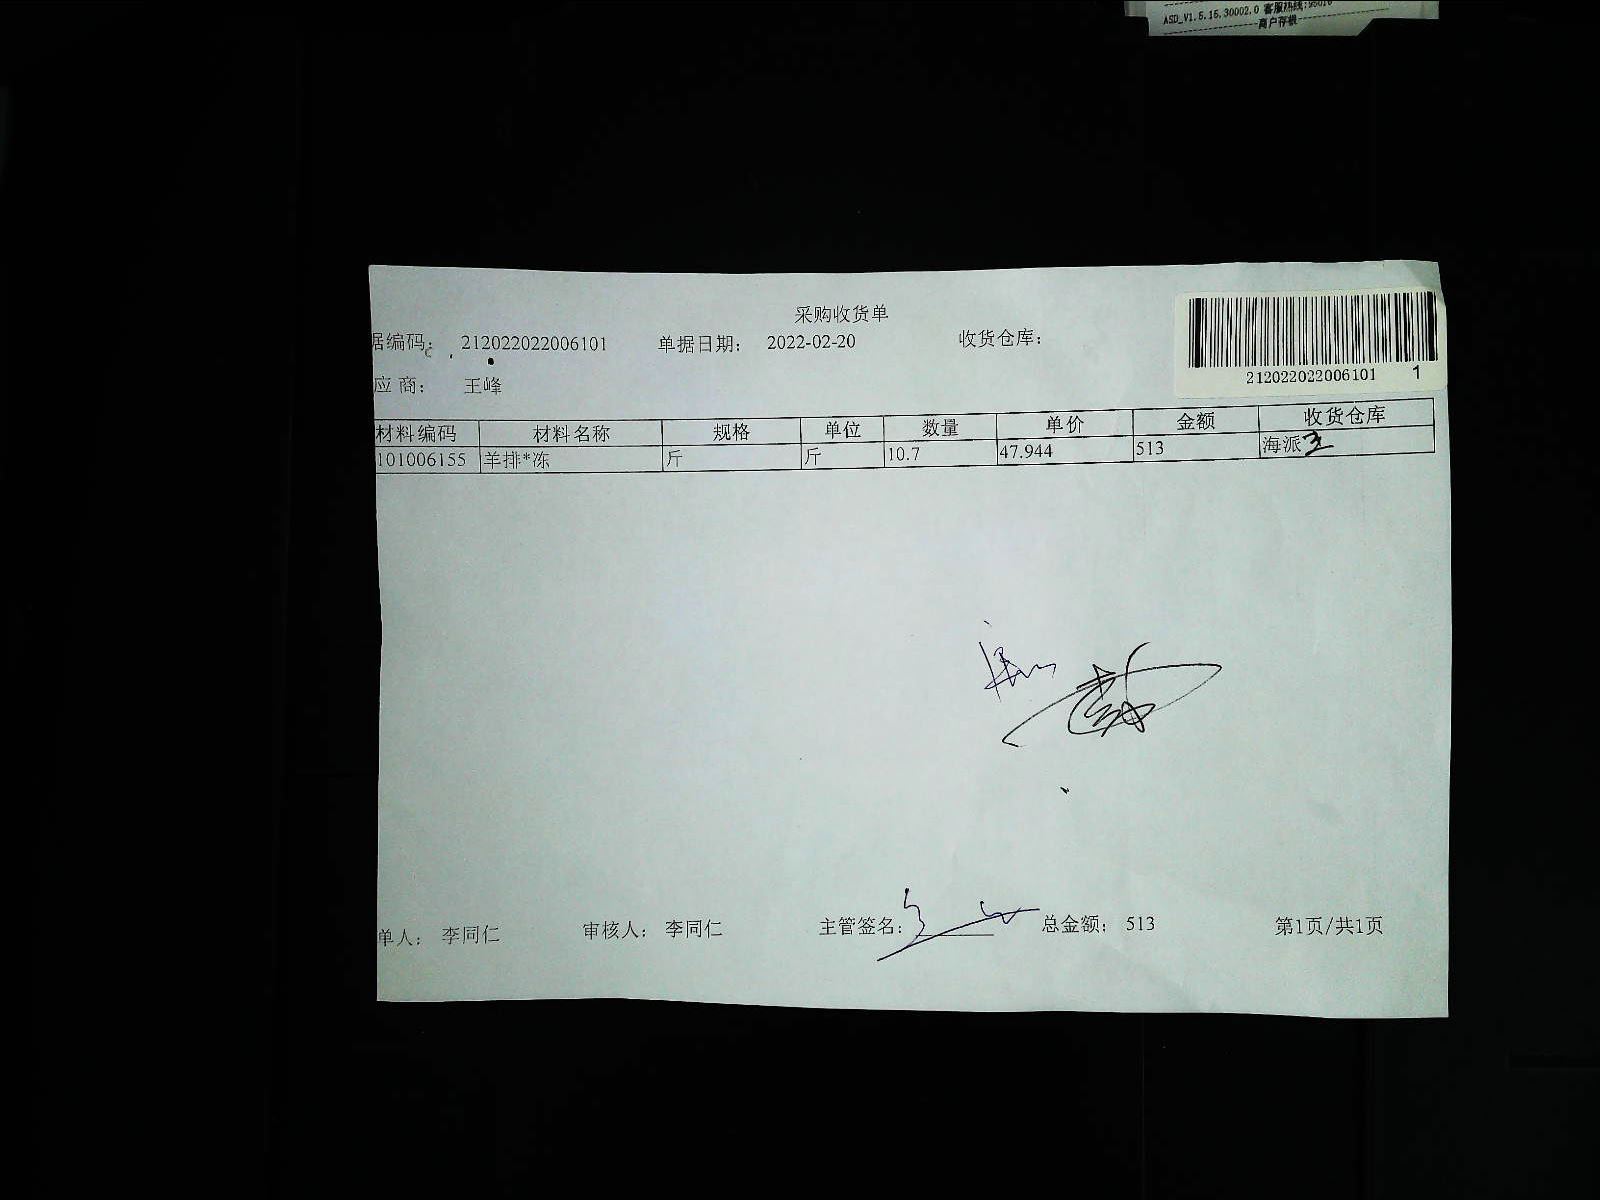 ASD_V1.5.15.30002.0 客服热线:95016
商户存根
采购收货单
据编码: 212022022006101 单据日期: 2022-02-20 收货仓库:
212022022006101 1
应商: 王峰
材料编码 材料名称 规格 单位 数量 单价 金额 收货仓库
101006155 羊排*冻 斤 斤 10.7 47.944 513 海派
单人: 李同仁 审核人: 李同仁 主管签名: 总金额: 513 第1页/共1页